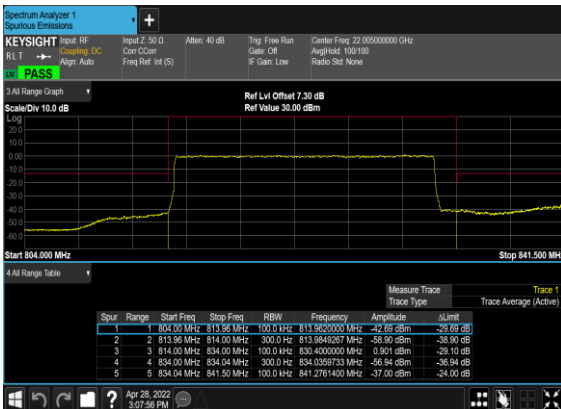 Spectrum Analyzer 1
Spurious Emissions
KEYSIGHT
Input: RF
Coupling: DC
Align: Auto
Input Z: 50 Ω
Corr CCorr
Freq Ref: Int (S)
Atten: 40 dB
Trig: Free Run
Gate: Off
IF Gain: Low
Center Freq: 22.005000000 GHz
Avg|Hold: 100/100
Radio Std: None
R L T
LXI PASS
3 All Range Graph
Scale/Div 10.0 dB
Ref Lvl Offset 7.30 dB
Ref Value 30.00 dBm
Log
20.0
10.0
0.00
-10.0
-20.0
-30.0
-40.0
-50.0
-60.0
Start 804.000 MHz
Stop 841.500 MH
4 All Range Table
Measure Trace Trace 1
Trace Type Trace Average (Active)
Spur Range Start Freq Stop Freq RBW Frequency Amplitude ΔLimit
1 1 804.00 MHz 813.96 MHz 100.0 kHz 813.9620000 MHz -42.69 dBm -29.69 dB
2 2 813.96 MHz 814.00 MHz 300.0 Hz 813.9849267 MHz -58.90 dBm -38.90 dB
3 3 814.00 MHz 834.00 MHz 100.0 kHz 830.4000000 MHz 0.901 dBm -29.10 dB
4 4 834.00 MHz 834.04 MHz 300.0 Hz 834.0359733 MHz -56.94 dBm -36.94 dB
5 5 834.04 MHz 841.50 MHz 100.0 kHz 841.2761400 MHz -37.00 dBm -24.00 dB
Apr 28, 2022
3:07:56 PM